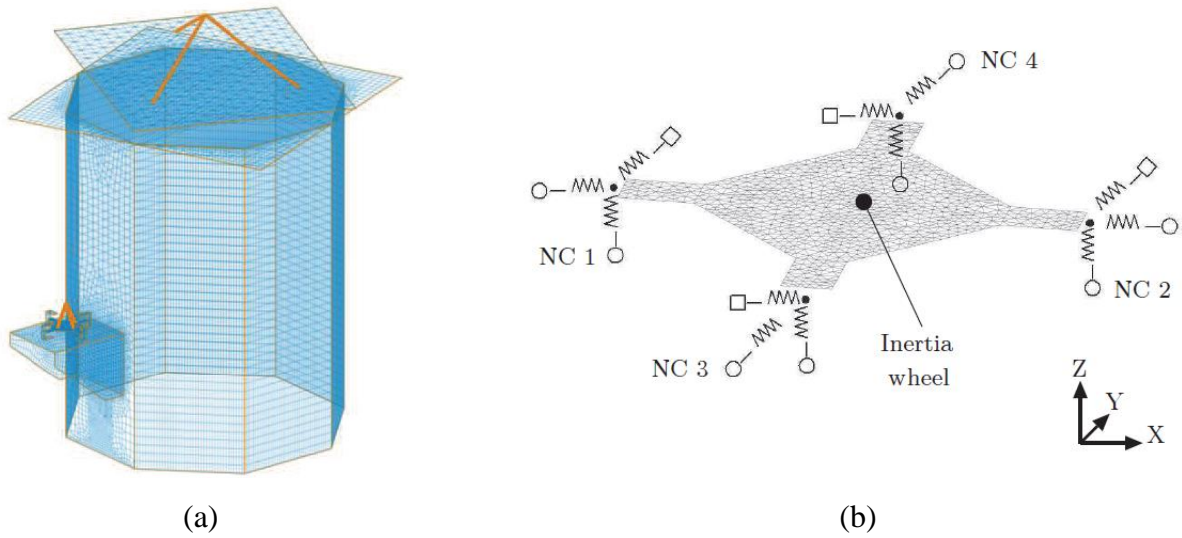 NC 4
NC 1
NC 2
NC 3
Inertia
wheel
Z
Y
X
(a)
(b)